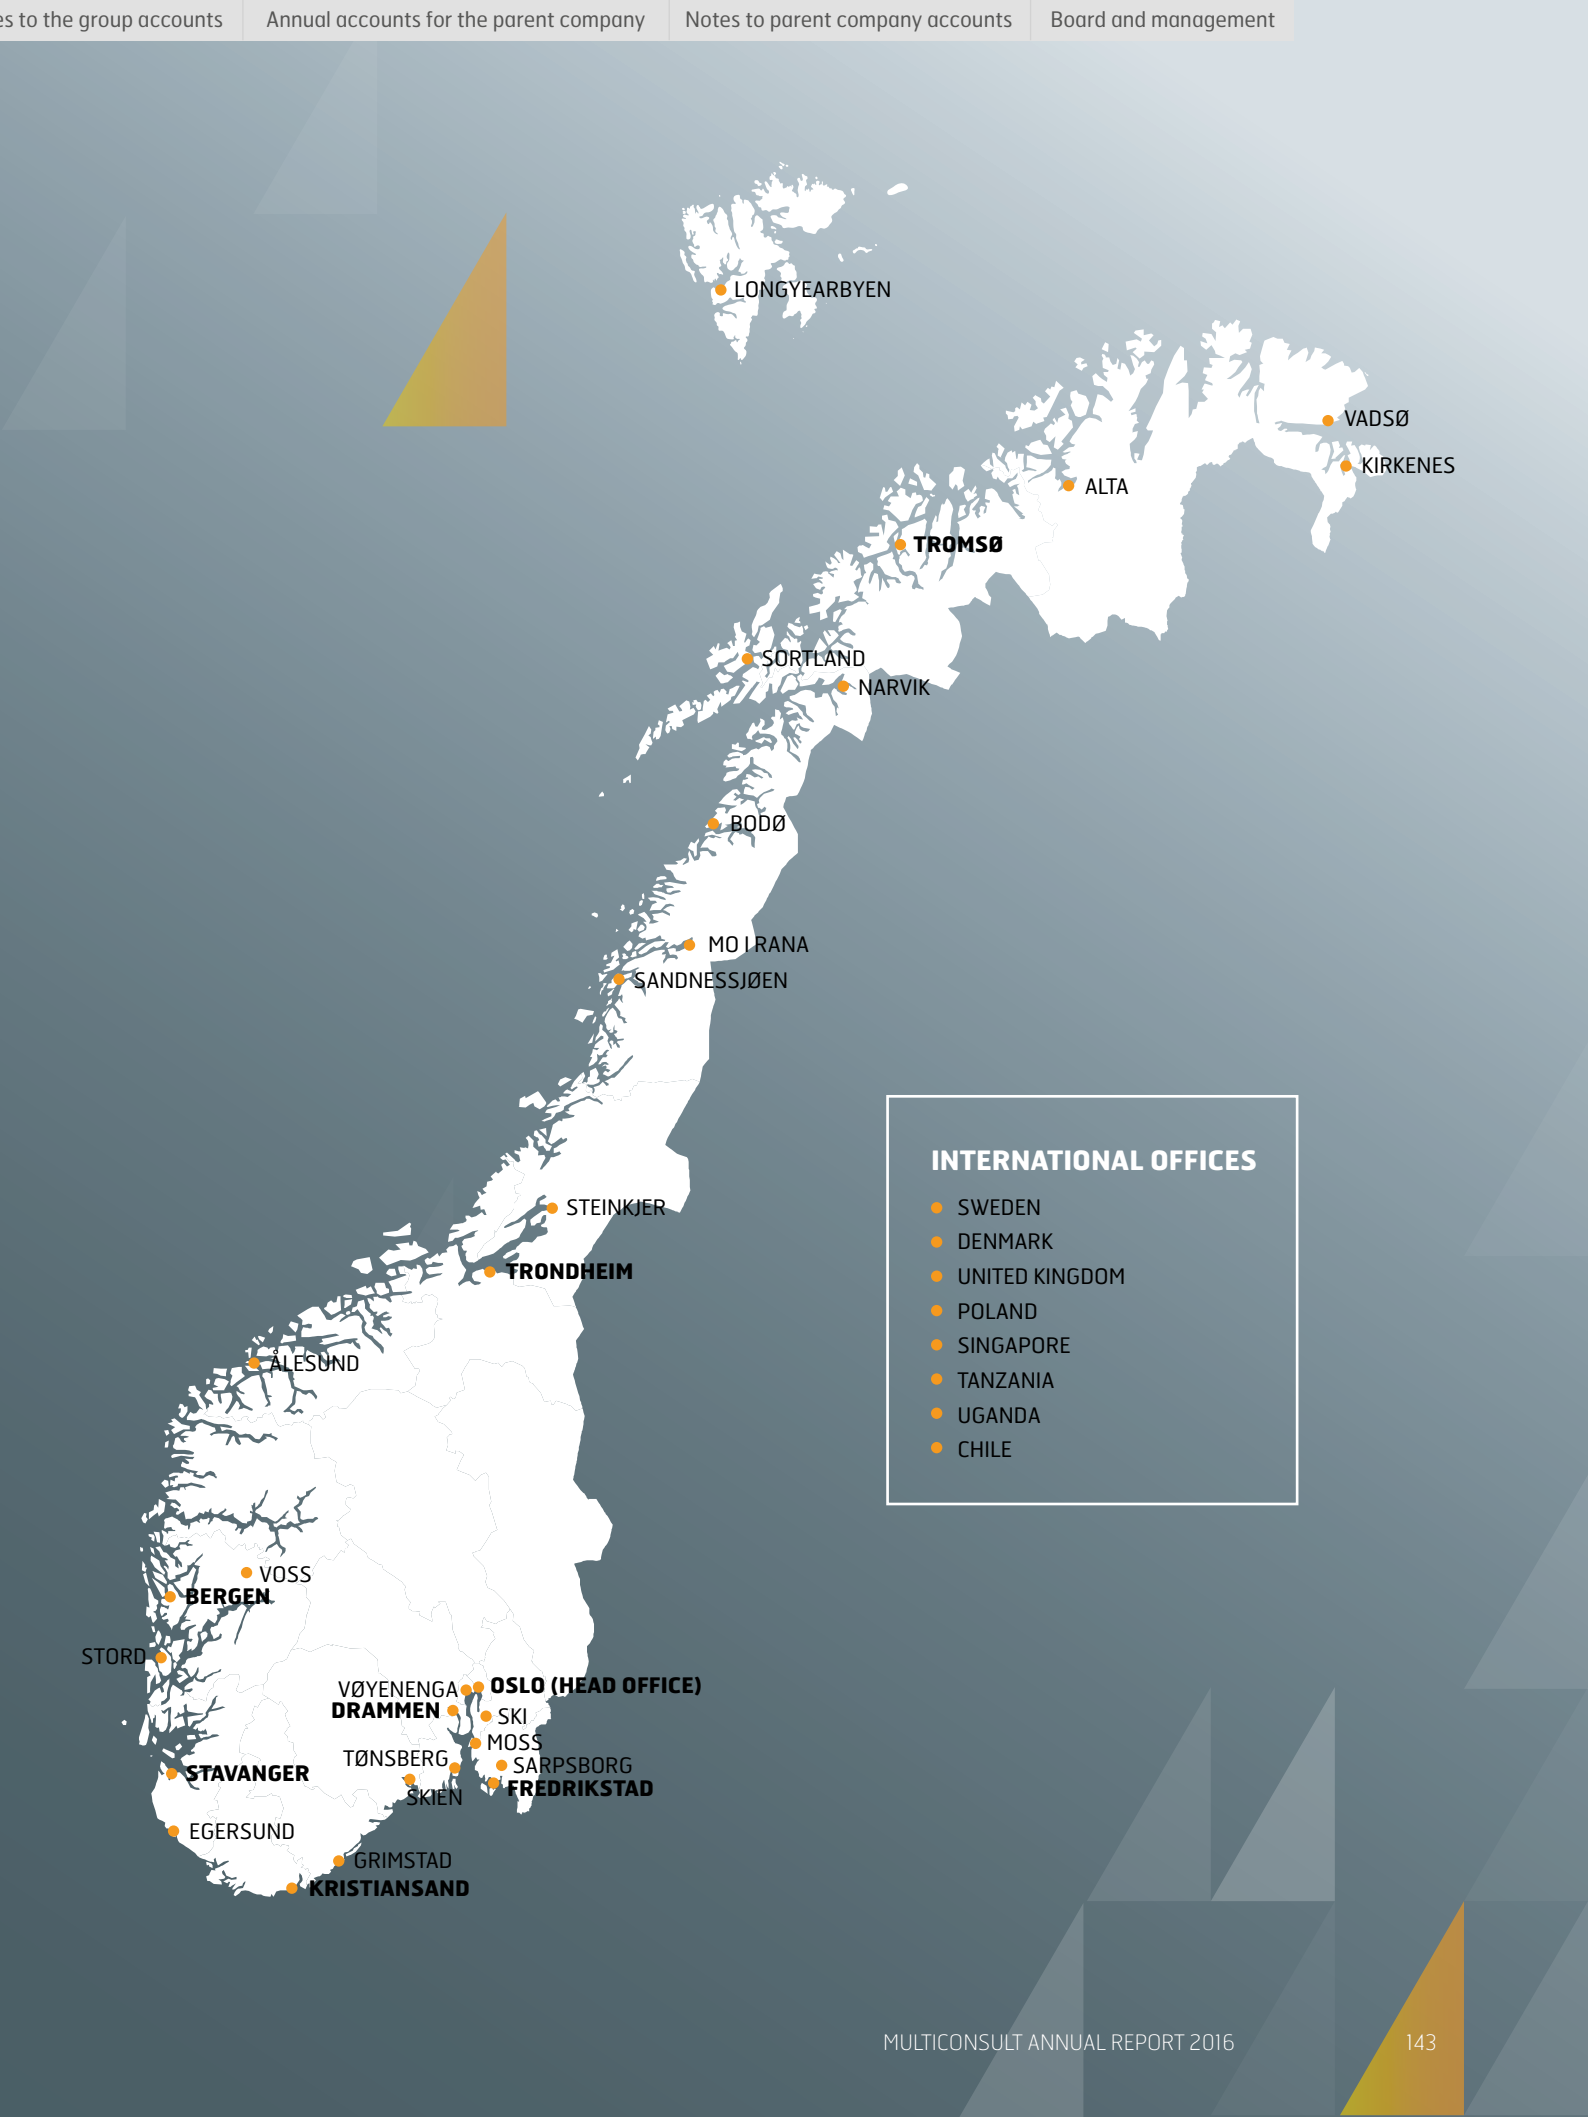 es to the group accounts
Annual accounts for the parent company
Notes to parent company accounts
Board and management
LONGYEARBYEN
VADSØ
KIRKENES
ALTA
TROMSØ
SORTLAND
NARVIK
BODØ
MO I RANA
SANDNESSJØEN
STEINKJER
TRONDHEIM
ÅLESUND
VOSS
BERGEN
STORD
VØYENENGA
OSLO (HEAD OFFICE)
DRAMMEN
SKI
MOSS
TØNSBERG
SARPSBORG
STAVANGER
FREDRIKSTAD
SKIEN
EGERSUND
GRIMSTAD
KRISTIANSAND
INTERNATIONAL OFFICES
SWEDEN
DENMARK
UNITED KINGDOM
POLAND
SINGAPORE
TANZANIA
UGANDA
CHILE
MULTICONSULT ANNUAL REPORT 2016
143